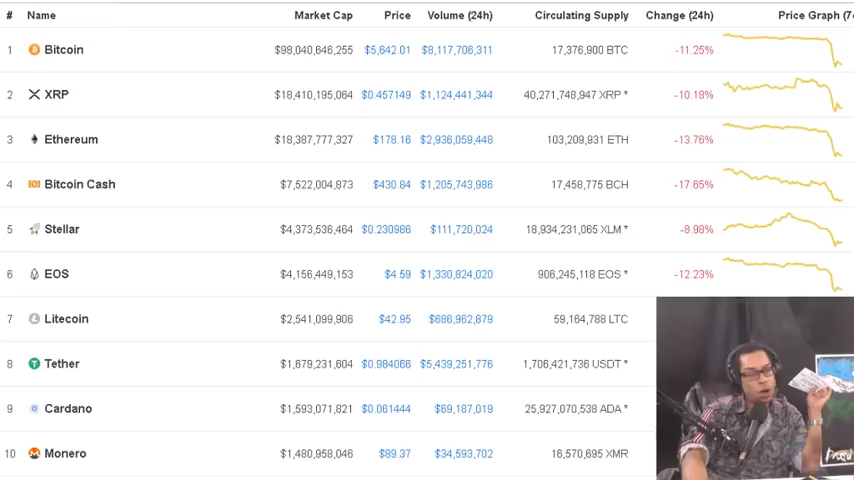 # Name Market Cap Price Volume (24h) Circulating Supply Change (24h) Price Graph (7
1 Bitcoin $98,040,646,255 $5,642.01 $8,117,706,311 17,376,900 BTC -11.25%
2 XRP $18,410,195,064 $0.457149 $1,124,441,344 40,271,748,947 XRP * -10.18%
3 Ethereum $18,387,777,327 $178.16 $2,936,059,448 103,209,931 ETH -13.76%
4 Bitcoin Cash $7,522,004,873 $430.84 $1,205,743,986 17,459,775 BCH -17.65%
5 Stellar $4,373,536,464 $0.230986 $111,720,024 18,934,231,065 XLM * -8.98%
6 EOS $4,156,449,153 $4.59 $1,330,824,020 906,245,118 EOS * -12.23%
7 Litecoin $2,541,099,906 $42.95 $686,962,879 59,164,788 LTC
8 Tether $1,679,231,604 $0.984066 $5,439,251,776 1,706,421,736 USDT *
9 Cardano $1,593,071,821 $0.061444 $69,187,019 25,927,070,538 ADA *
10 Monero $1,480,958,046 $89.37 $34,593,702 16,570,695 XMR